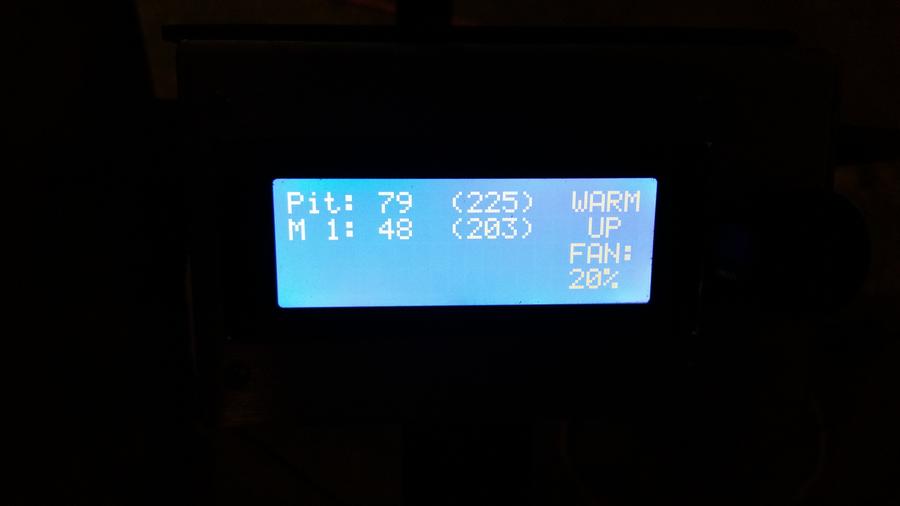 Pit: 79 (225) WARM
M 1: 48 (203) UP
FAN:
20%